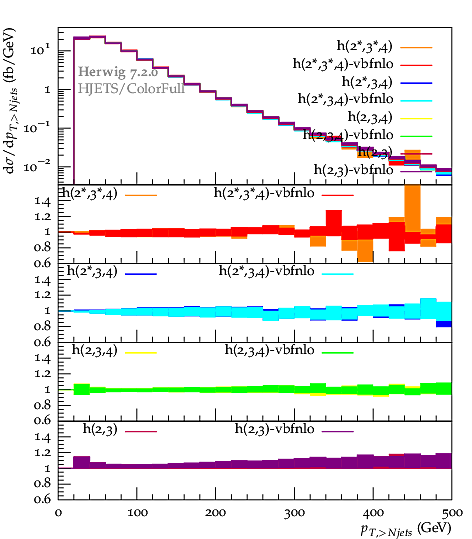 dσ/dp_{T,>Njets} (fb/GeV)
10^1
1
10^{-1}
10^{-2}
Herwig 7.2.0
HJETS/ColorFull
h(2*,3*,4)
h(2*,3*,4)-vbfnlo
h(2*,3,4)
h(2*,3,4)-vbfnlo
h(2,3,4)
h(2,3,4)-vbfnlo
h(2,3)
h(2,3)-vbfnlo
h(2*,3*,4) h(2*,3*,4)-vbfnlo
1.4
1.2
1
0.8
0.6
h(2*,3,4) h(2*,3,4)-vbfnlo
1.4
1.2
1
0.8
0.6
h(2,3,4) h(2,3,4)-vbfnlo
1.4
1.2
1
0.8
0.6
h(2,3) h(2,3)-vbfnlo
1.4
1.2
1
0.8
0.6
0 100 200 300 400 500
p_{T,>Njets} (GeV)